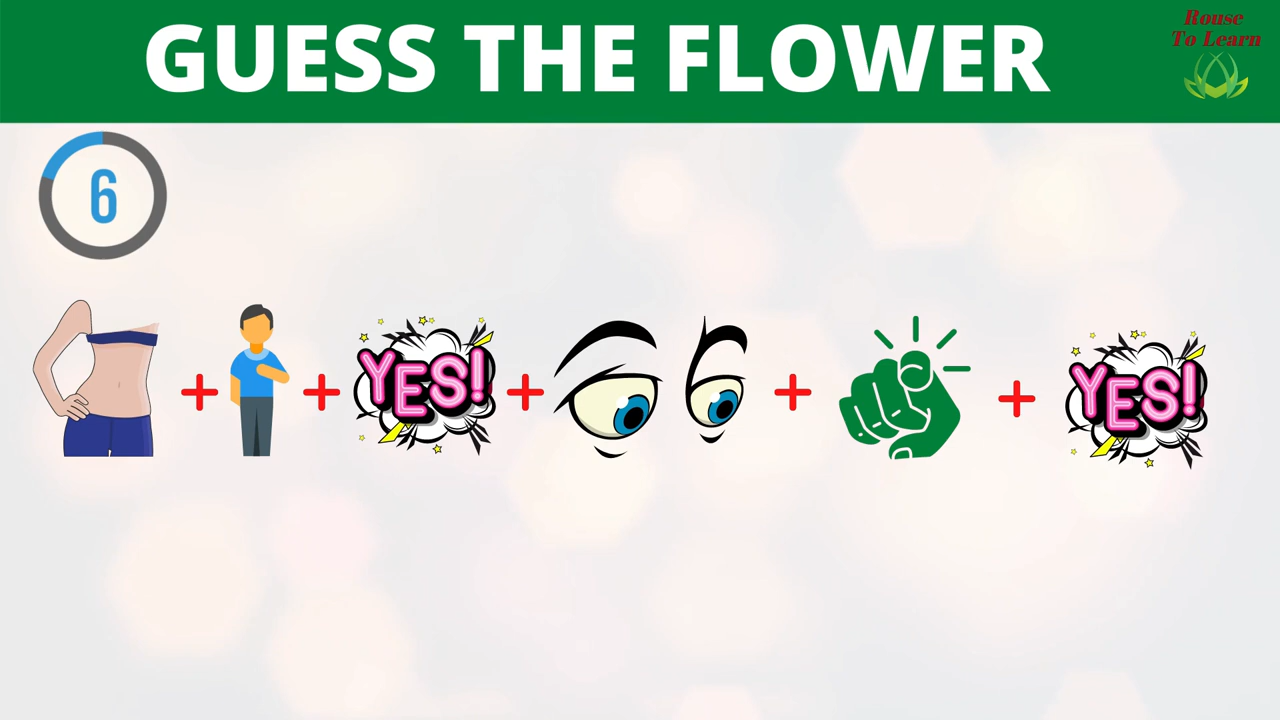 GUESS THE FLOWER
Rouse
To Learn
6
YES!
YES!